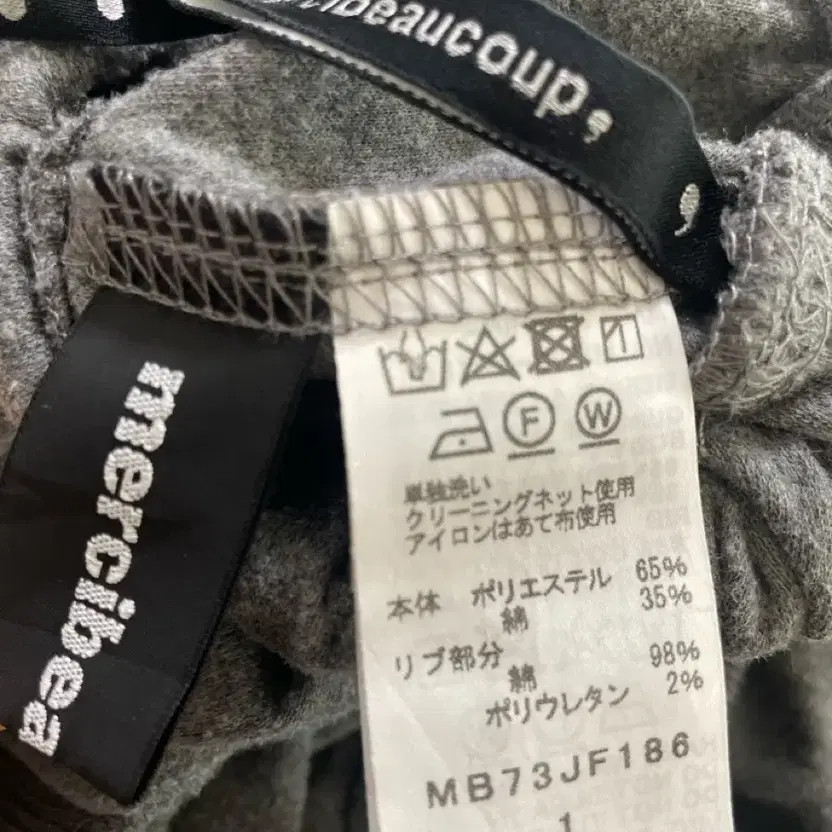 beaucoup,
mercibea
F W
単独洗い
クリーニングネット使用
アイロンはあて布使用
本体 ポリエステル 65%
綿 35%
リブ部分
綿 98%
ポリウレタン 2%
MB73JF186
1